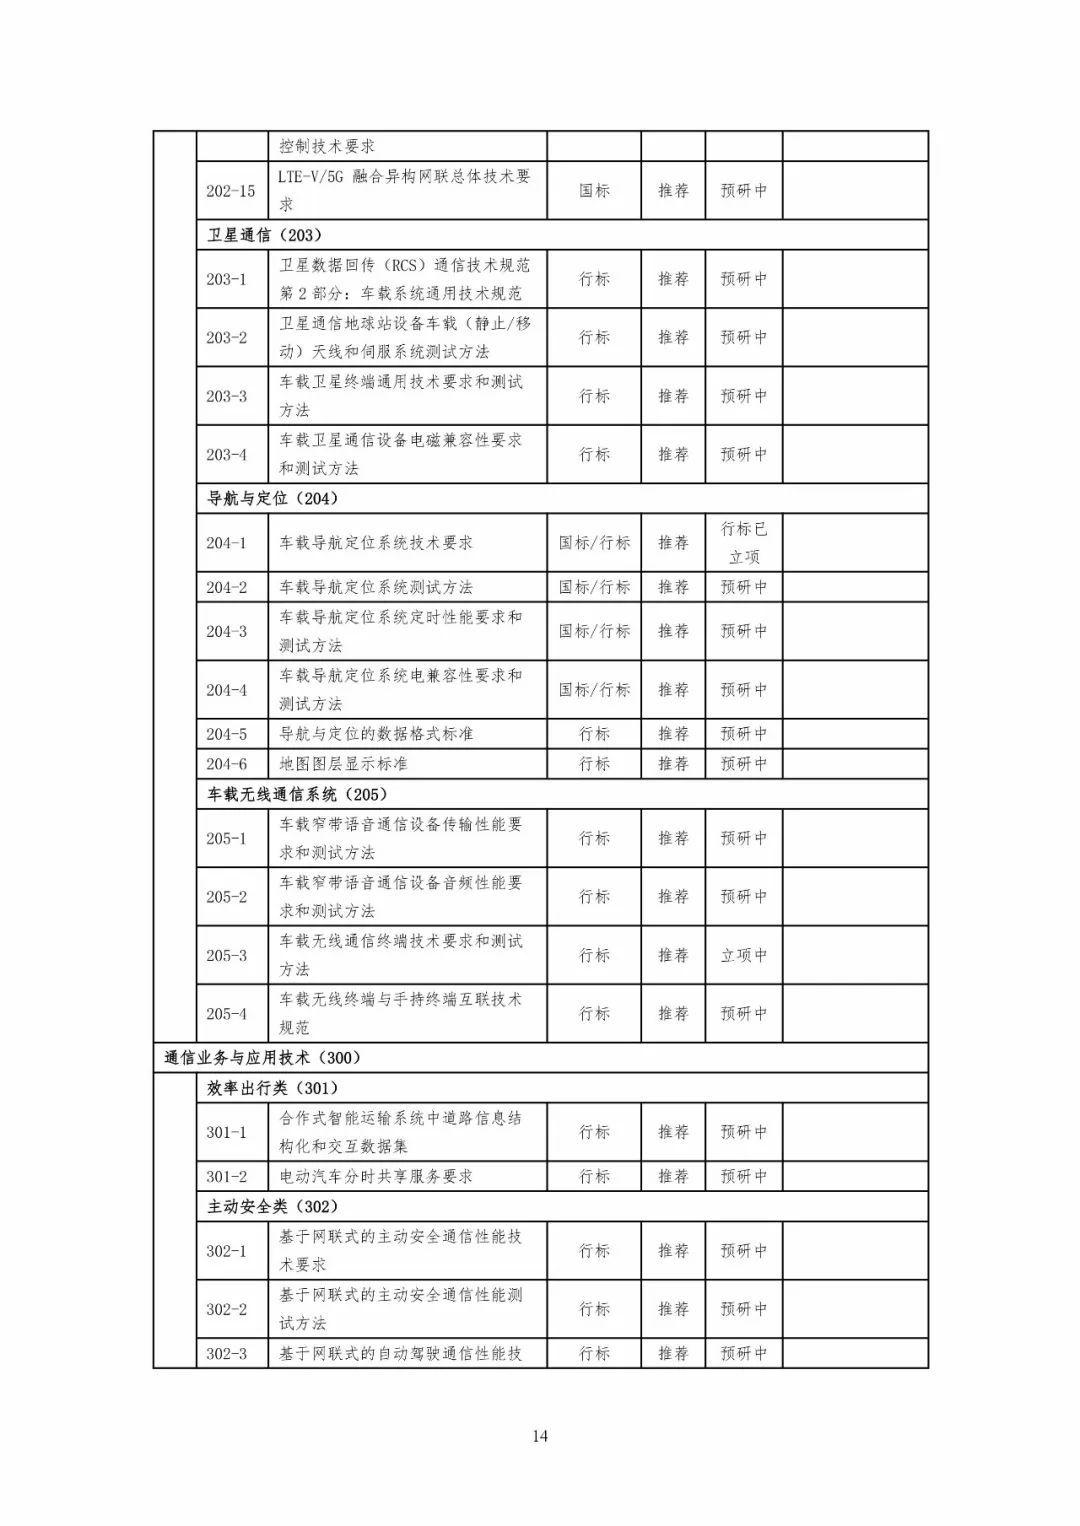 控制技术要求
202-15 LTE-V/5G 融合异构网联总体技术要 国标 推荐 预研中
求
卫星通信（203）
203-1 卫星数据回传（RCS）通信技术规范 行标 推荐 预研中
第 2 部分：车载系统通用技术规范
203-2 卫星通信地球站设备车载（静止/移 行标 推荐 预研中
动）天线和伺服系统测试方法
203-3 车载卫星终端通用技术要求和测试 行标 推荐 预研中
方法
203-4 车载卫星通信设备电磁兼容性要求 行标 推荐 预研中
和测试方法
导航与定位（204）
204-1 车载导航定位系统技术要求 国标/行标 推荐 行标已
立项
204-2 车载导航定位系统测试方法 国标/行标 推荐 预研中
204-3 车载导航定位系统定时性能要求和 国标/行标 推荐 预研中
测试方法
204-4 车载导航定位系统电兼容性要求和 国标/行标 推荐 预研中
测试方法
204-5 导航与定位的数据格式标准 行标 推荐 预研中
204-6 地图图层显示标准 行标 推荐 预研中
车载无线通信系统（205）
205-1 车载窄带语音通信设备传输性能要 行标 推荐 预研中
求和测试方法
205-2 车载窄带语音通信设备音频性能要 行标 推荐 预研中
求和测试方法
205-3 车载无线通信终端技术要求和测试 行标 推荐 立项中
方法
205-4 车载无线终端与手持终端互联技术 行标 推荐 预研中
规范
通信业务与应用技术（300）
效率出行类（301）
301-1 合作式智能运输系统中道路信息结 行标 推荐 预研中
构化和交互数据集
301-2 电动汽车分时共享服务要求 行标 推荐 预研中
主动安全类（302）
302-1 基于网联式的主动安全通信性能技 行标 推荐 预研中
术要求
302-2 基于网联式的主动安全通信性能测 行标 推荐 预研中
试方法
302-3 基于网联式的自动驾驶通信性能技 行标 推荐 预研中
14